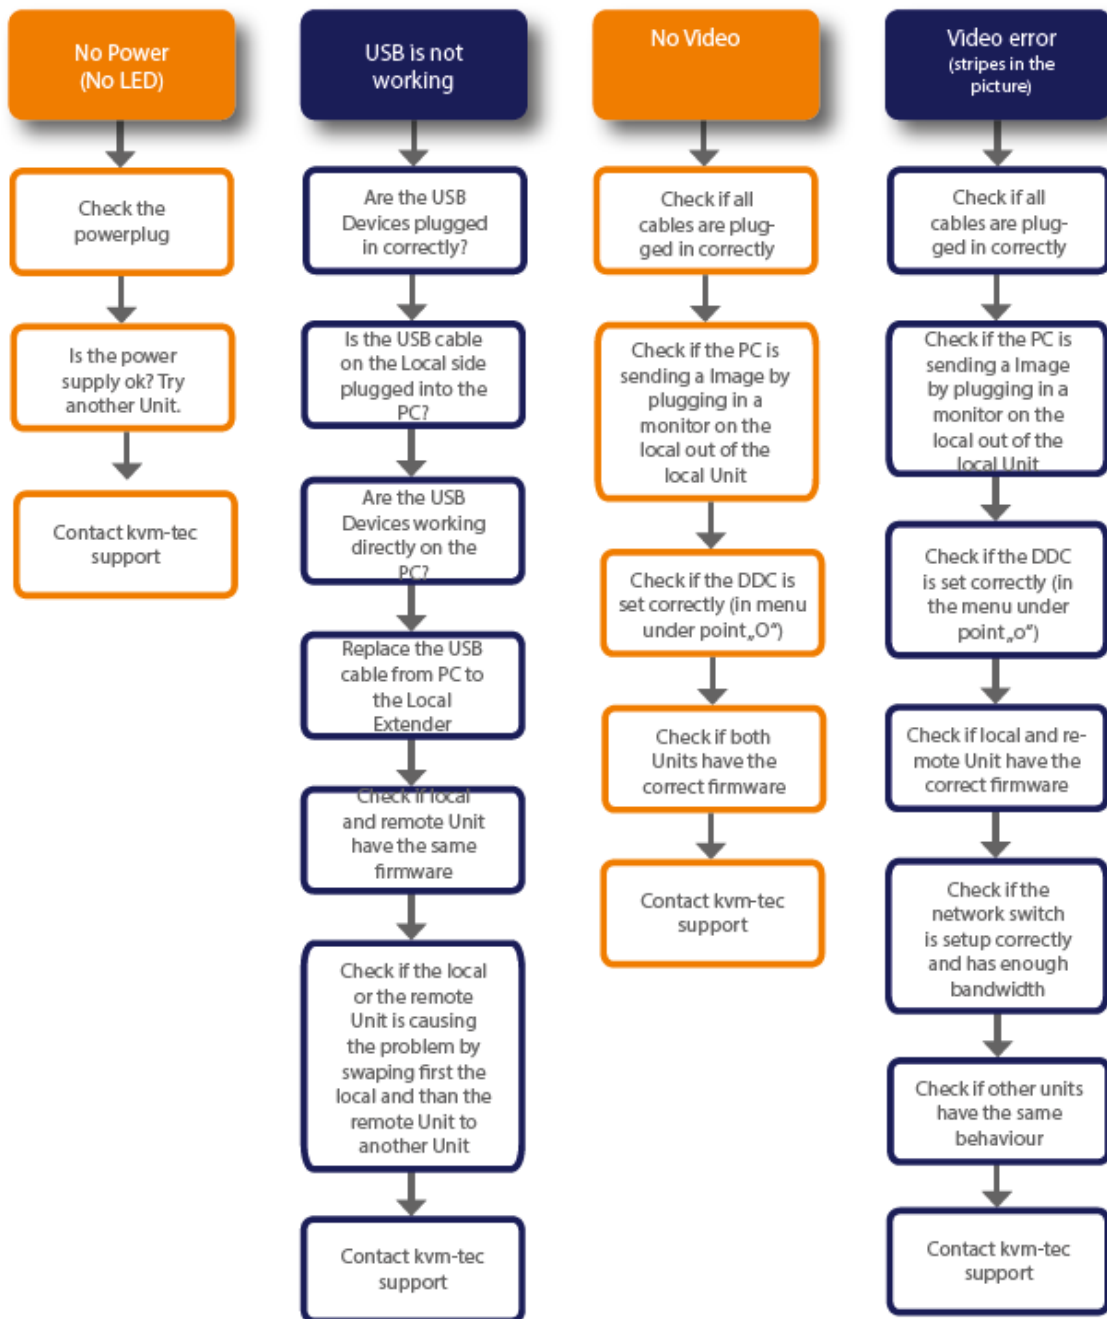 No Power
(No LED)
Check the
powerplug
Is the power
supply ok? Try
another Unit.
Contact kvm-tec
support
USB is not
working
Are the USB
Devices plugged
in correctly?
Is the USB cable
on the Local side
plugged into the
PC?
Are the USB
Devices working
directly on the
PC?
Replace the USB
cable from PC to
the Local
Extender
Check if local
and remote Unit
have the same
firmware
Check if the local
or the remote
Unit is causing
the problem by
swaping first the
local and than the
remote Unit to
another Unit
Contact kvm-tec
support
No Video
Check if all
cables are plug-
ged in correctly
Check if the PC is
sending a Image by
plugging in a
monitor on the
local out of the
local Unit
Check if the DDC is
set correctly (in menu
under point „O“)
Check if both
Units have the
correct firmware
Contact kvm-tec
support
Video error
(stripes in the
picture)
Check if all
cables are plug-
ged in correctly
Check if the PC is
sending a Image
by plugging in a
monitor on the
local out of the
local Unit
Check if the DDC
is set correctly (in
the menu under
point „o“)
Check if local and re-
mote Unit have the
correct firmware
Check if the
network switch
is setup correctly
and has enough
bandwidth
Check if other units
have the same
behaviour
Contact kvm-tec
support